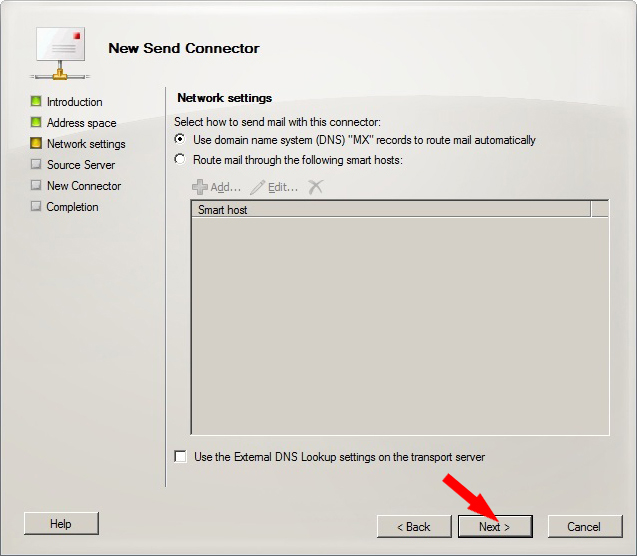 New Send Connector
Introduction
Address space
Network settings
Source Server
New Connector
Completion
Network settings
Select how to send mail with this connector:
Use domain name system (DNS) "MX" records to route mail automatically
Route mail through the following smart hosts:
Add... Edit...
Smart host
Use the External DNS Lookup settings on the transport server
Help < Back Next > Cancel